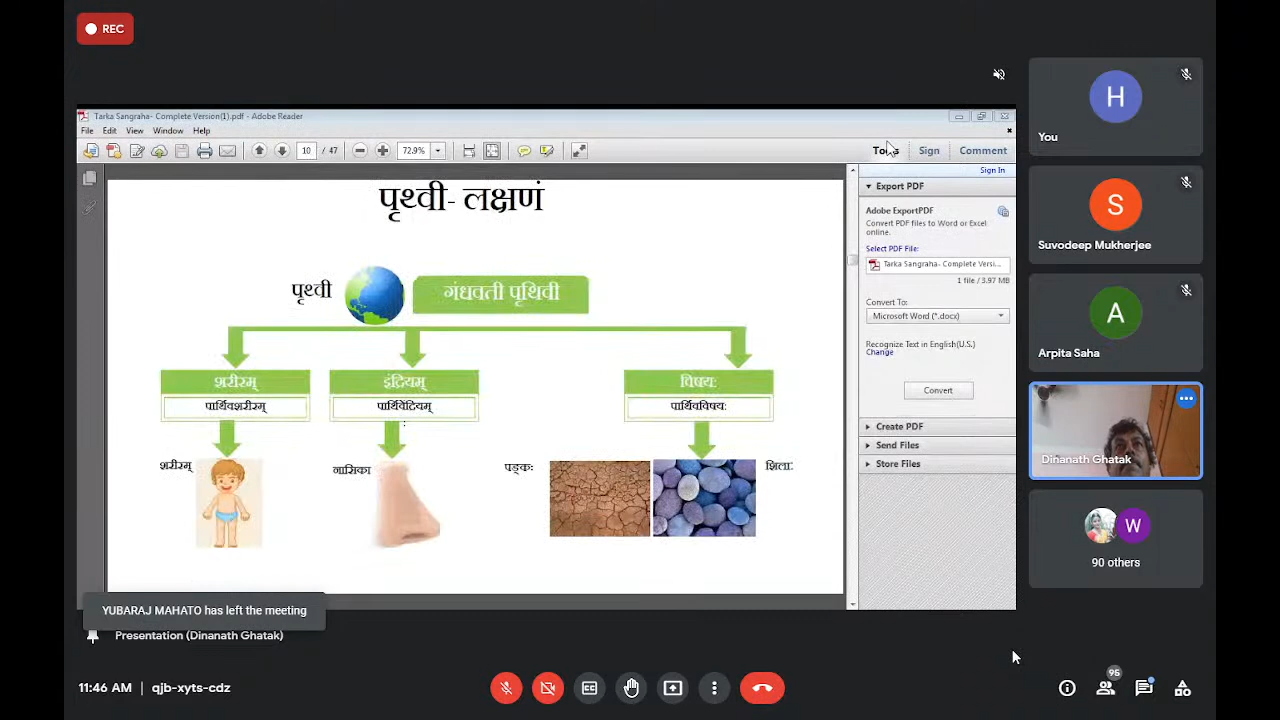 REC
Tarka Sangraha- Complete Version(1).pdf - Adobe Reader
File Edit View Window Help
10 / 47 72.9% Tools Sign Comment
Sign In
Export PDF
Adobe ExportPDF
Convert PDF files to Word or Excel
online.
Select PDF File:
Tarka Sangraha- Complete Versi...
1 file / 3.97 MB
Convert To:
Microsoft Word (*.docx)
Recognize Text in English(U.S.)
Change
Convert
Create PDF
Send Files
Store Files
पृथ्वी- लक्षणं
पृथ्वी
गंधवती पृथिवी
शरीरम् इंद्रियम् विषय:
पार्थिवशरीरम् पार्थिवेंद्रियम् पार्थिवविषय:
शरीरम् नासिका पङ्क: शिला:
H
You
S
Suvodeep Mukherjee
A
Arpita Saha
Dinanath Ghatak
W
90 others
YUBARAJ MAHATO has left the meeting
Presentation (Dinanath Ghatak)
11:46 AM | qjb-xyts-cdz
95